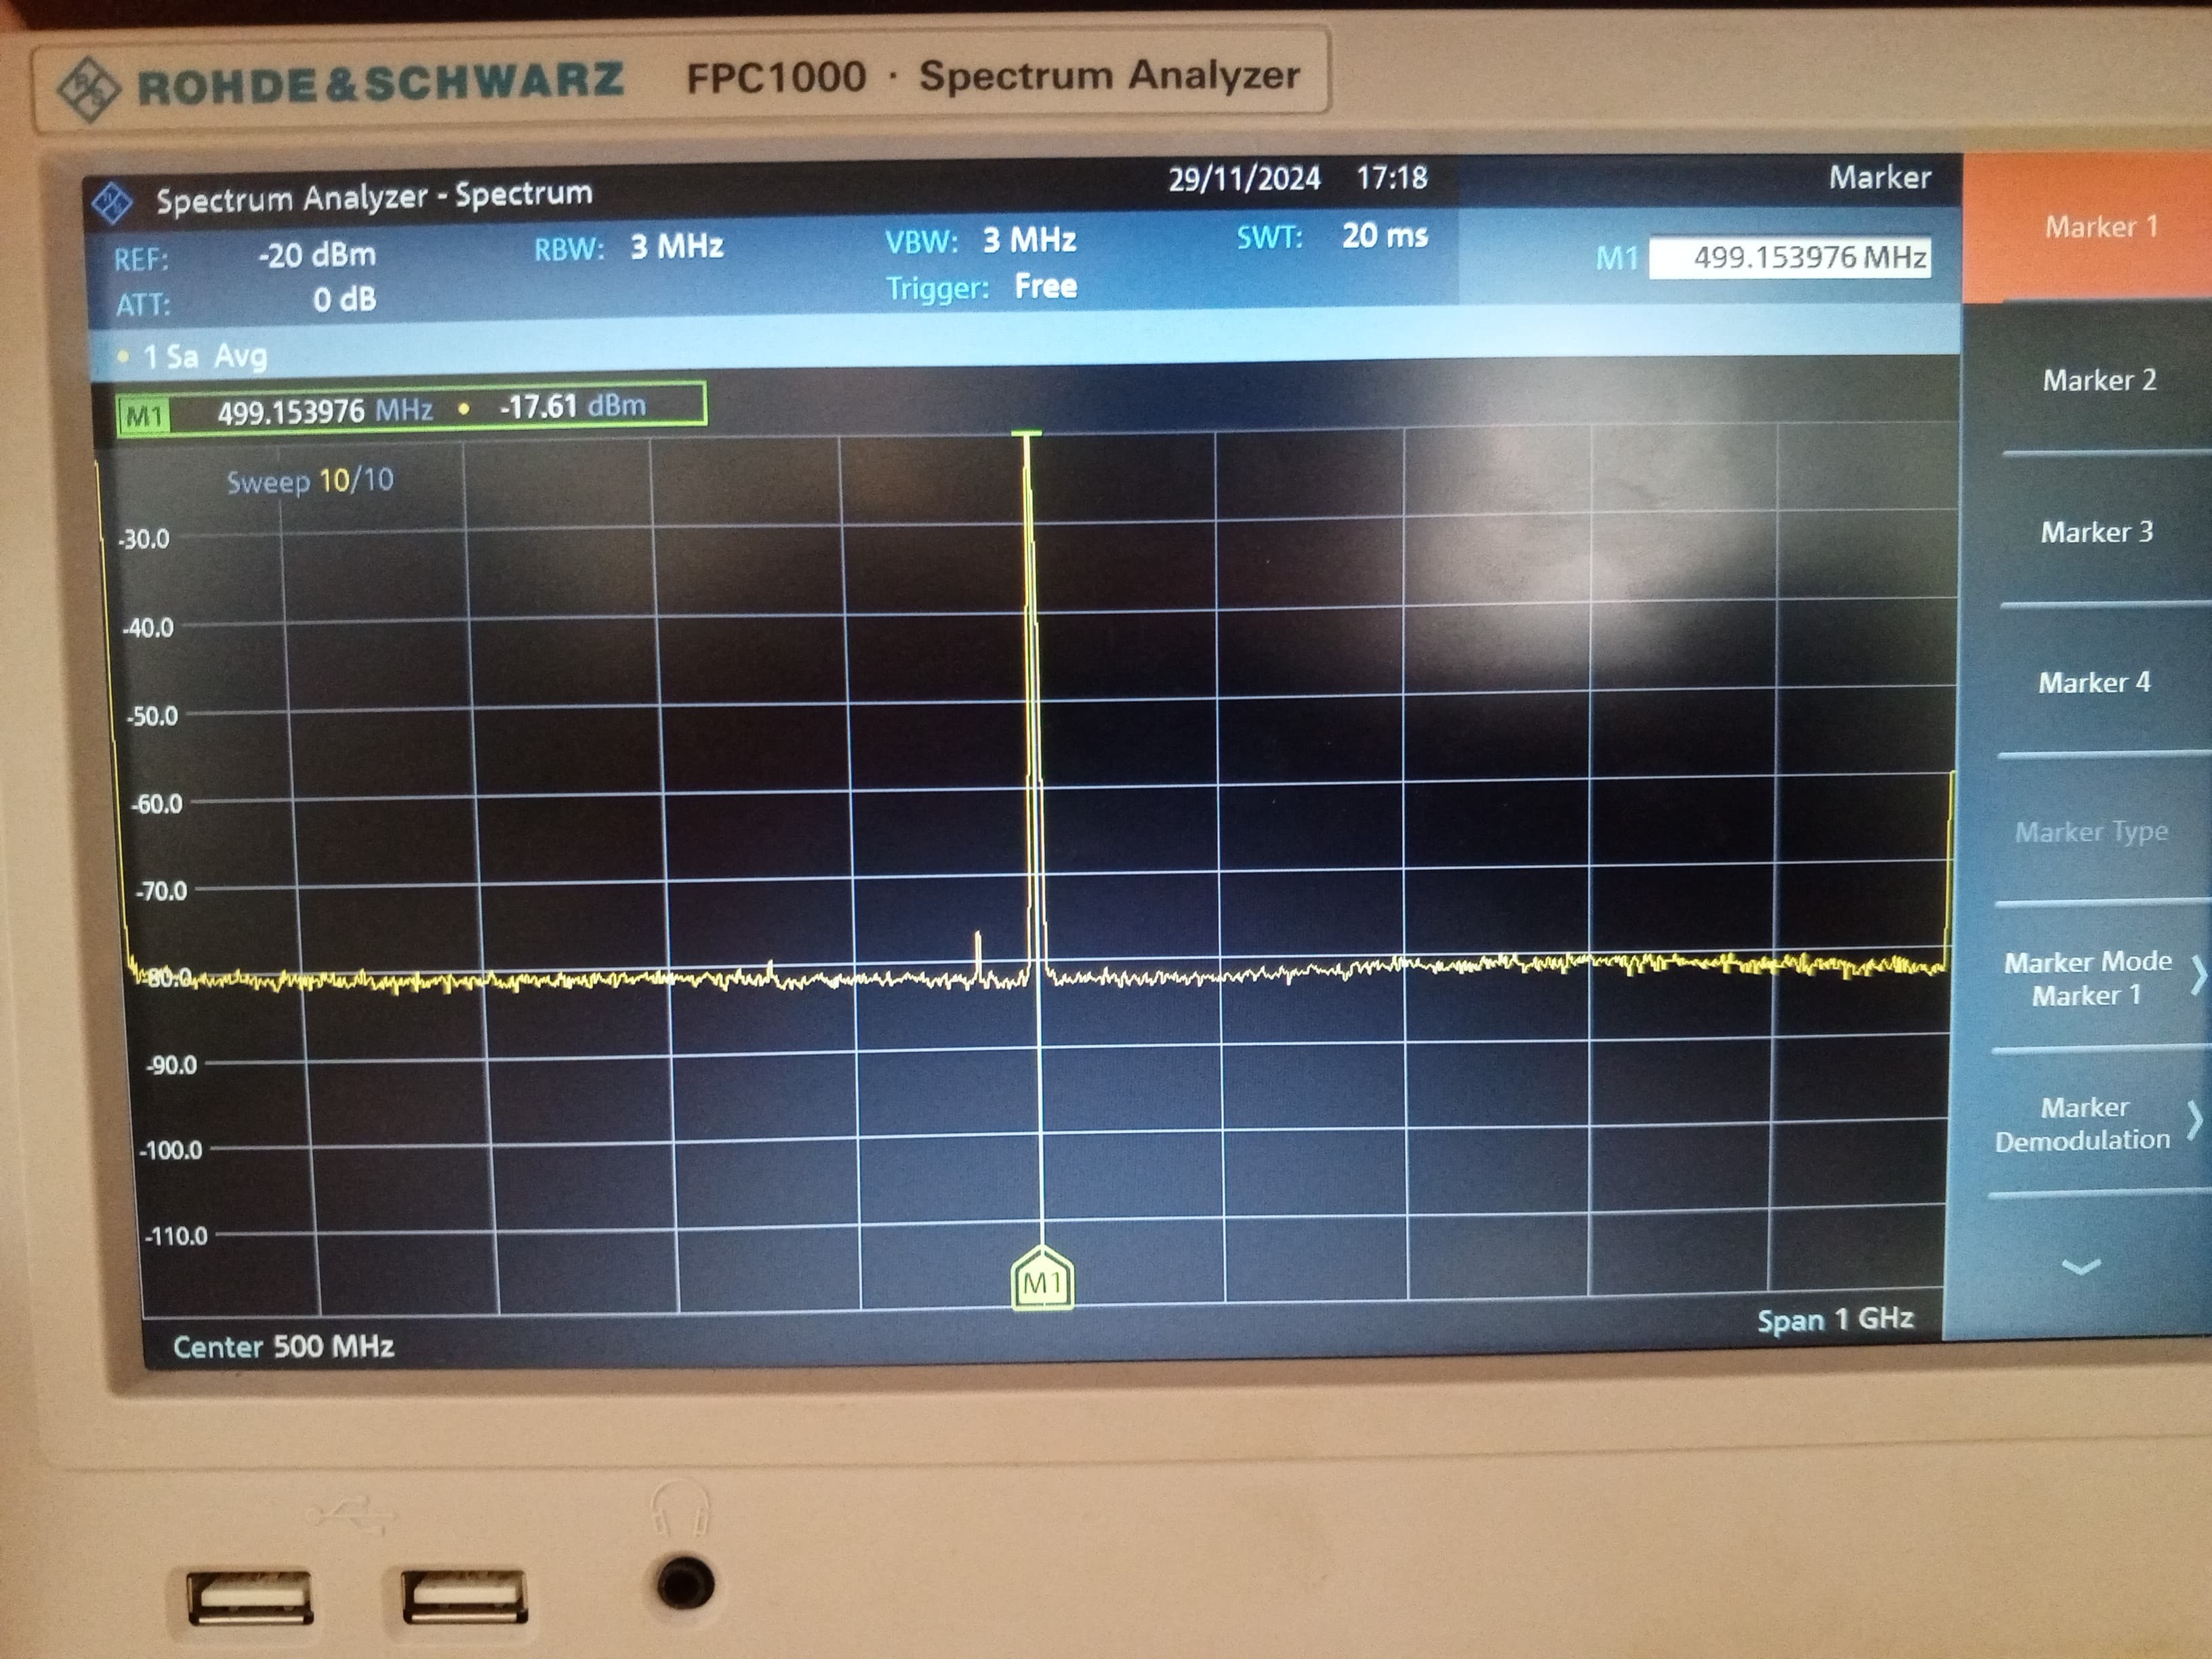 ROHDE&SCHWARZ FPC1000 · Spectrum Analyzer
Spectrum Analyzer - Spectrum 29/11/2024 17:18 Marker
REF: -20 dBm RBW: 3 MHz VBW: 3 MHz SWT: 20 ms
ATT: 0 dB Trigger: Free M1 499.153976 MHz
1 Sa Avg
M1 499.153976 MHz • -17.61 dBm
Sweep 10/10
-30.0
-40.0
-50.0
-60.0
-70.0
-80.0
-90.0
-100.0
-110.0
M1
Center 500 MHz Span 1 GHz
Marker 1
Marker 2
Marker 3
Marker 4
Marker Type
Marker Mode
Marker 1
Marker
Demodulation